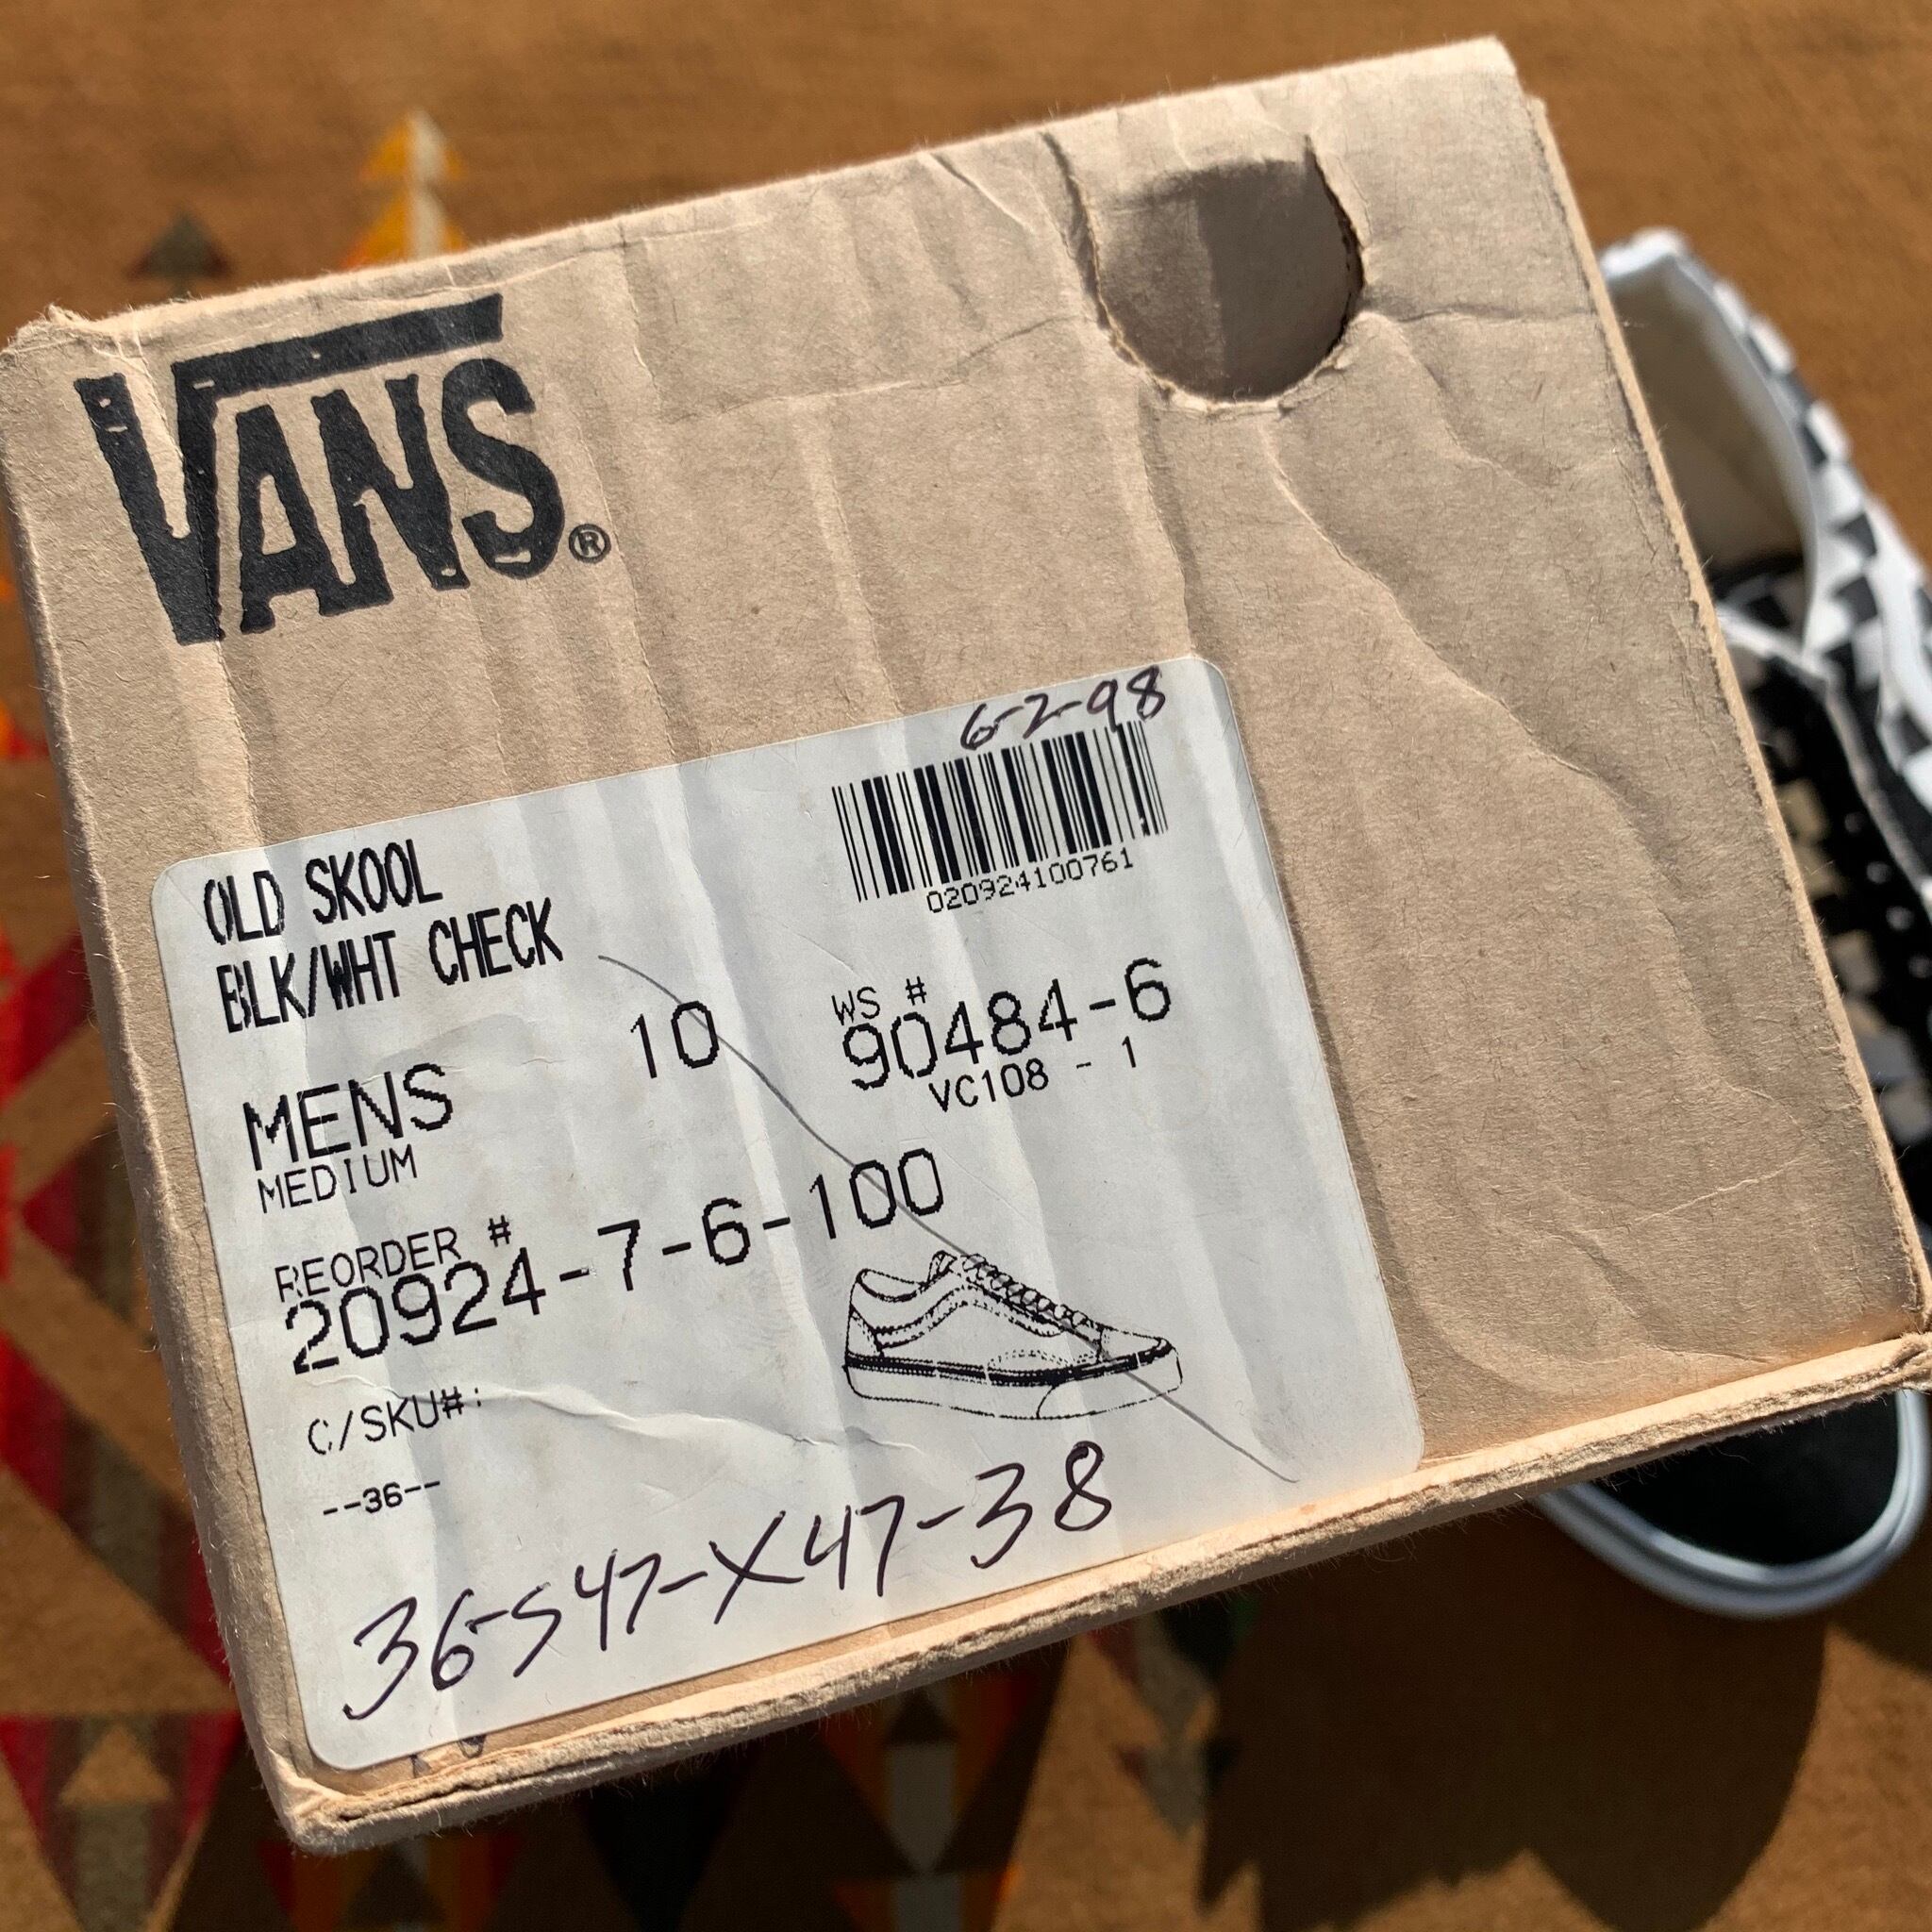 VANS®
6-2-98
020924100761
OLD SKOOL
BLK/WHT CHECK
MENS 10
MEDIUM
WS #
90484-6
VC108 - 1
REORDER #
20924-7-6-100
C/SKU#:
--36--
36-S47-X47-38